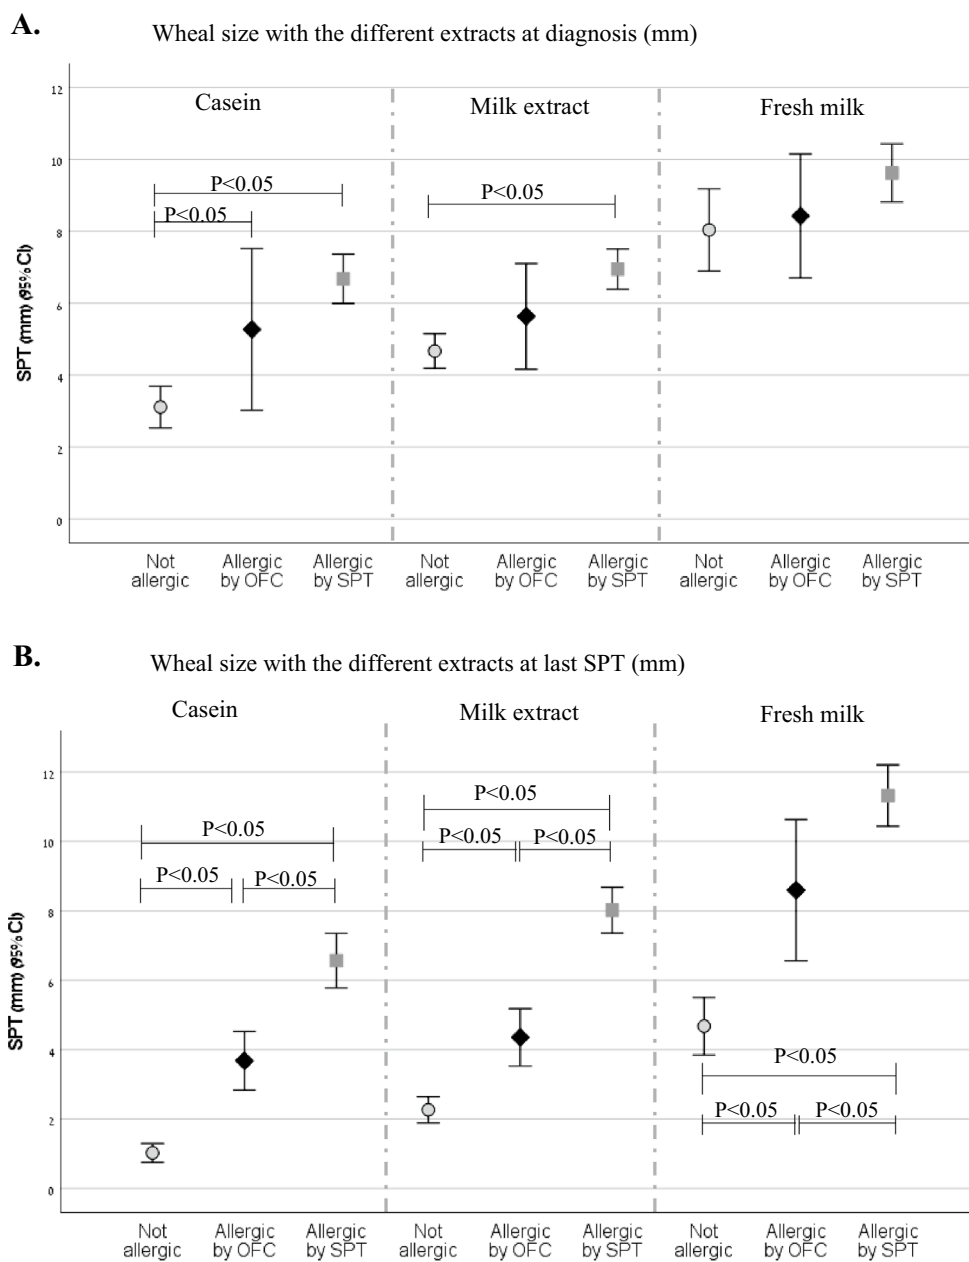 A.
Wheal size with the different extracts at diagnosis (mm)
Casein
Milk extract
Fresh milk
12
10
8
6
4
2
0
SPT (mm) (95% CI)
P<0.05
P<0.05
P<0.05
Not allergic
Allergic by OFC
Allergic by SPT
Not allergic
Allergic by OFC
Allergic by SPT
Not allergic
Allergic by OFC
Allergic by SPT
B.
Wheal size with the different extracts at last SPT (mm)
Casein
Milk extract
Fresh milk
12
10
8
6
4
2
0
SPT (mm) (95% CI)
P<0.05
P<0.05
P<0.05
P<0.05
P<0.05
P<0.05
P<0.05
P<0.05
P<0.05
Not allergic
Allergic by OFC
Allergic by SPT
Not allergic
Allergic by OFC
Allergic by SPT
Not allergic
Allergic by OFC
Allergic by SPT